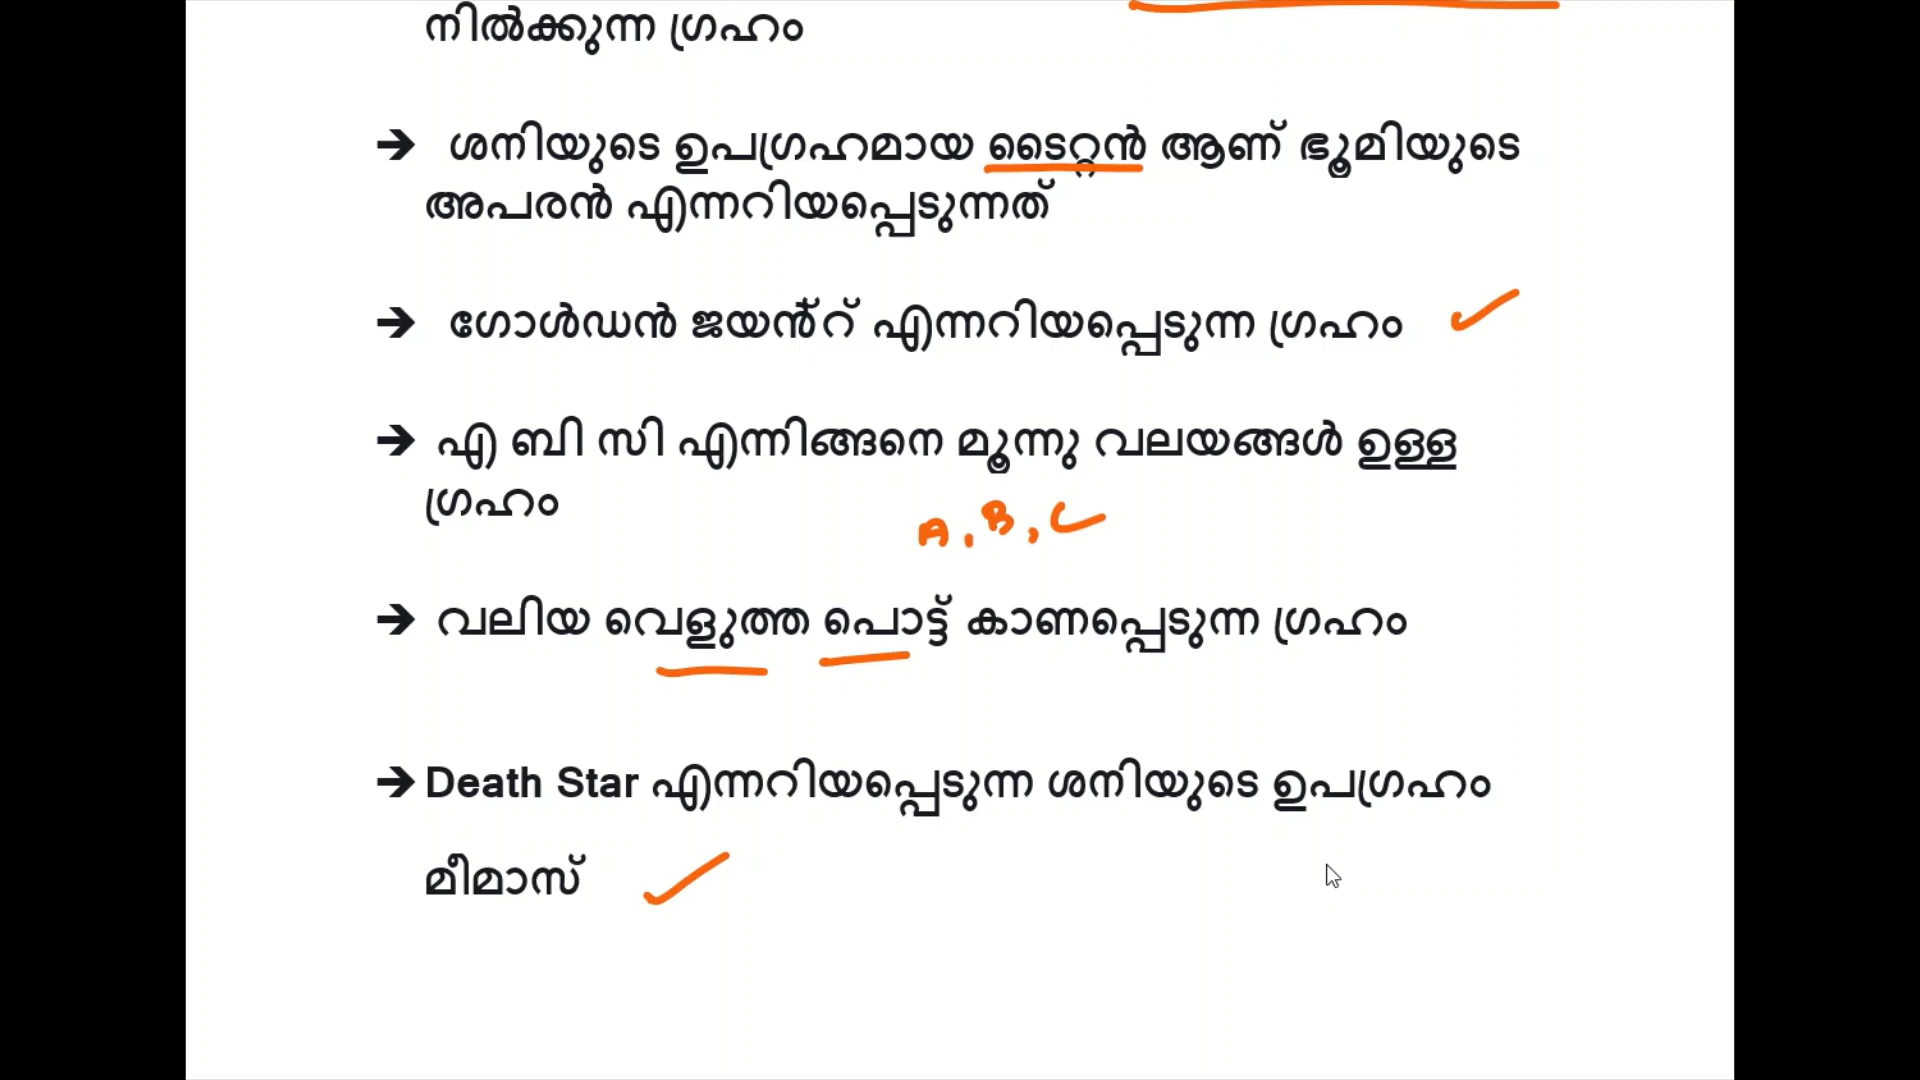 നിൽക്കുന്ന ഗ്രഹം
➔ ശനിയുടെ ഉപഗ്രഹമായ ടൈറ്റൻ ആണ് ഭൂമിയുടെ
അപരൻ എന്നറിയപ്പെടുന്നത്
➔ ഗോൾഡൻ ജയൻ്റ് എന്നറിയപ്പെടുന്ന ഗ്രഹം
➔ എ ബി സി എന്നിങ്ങനെ മൂന്നു വലയങ്ങൾ ഉള്ള
ഗ്രഹം
A, B, C
➔ വലിയ വെളുത്ത പൊട്ട് കാണപ്പെടുന്ന ഗ്രഹം
➔ Death Star എന്നറിയപ്പെടുന്ന ശനിയുടെ ഉപഗ്രഹം
മീമാസ്